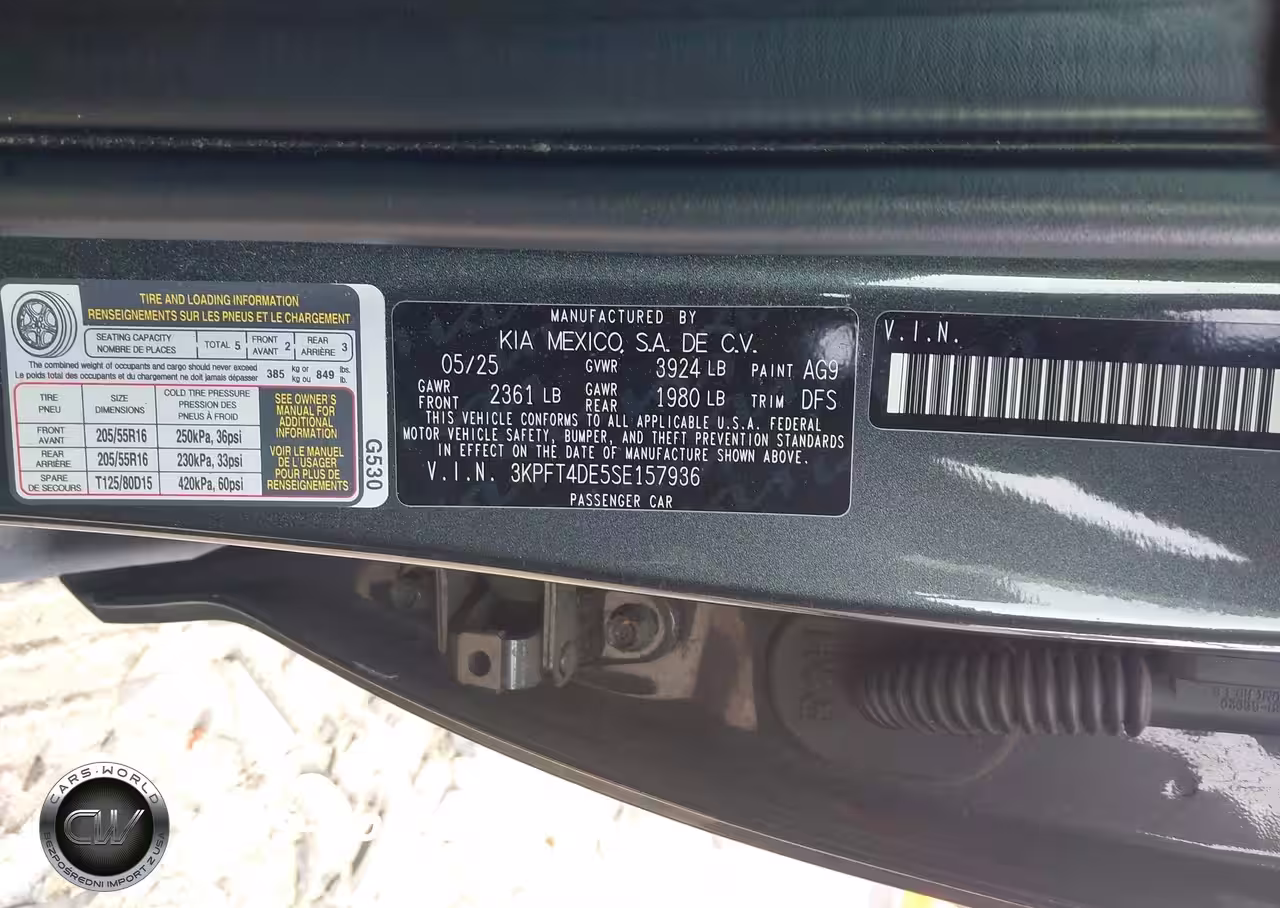 TIRE AND LOADING INFORMATION
RENSEIGNEMENTS SUR LES PNEUS ET LE CHARGEMENT
SEATING CAPACITY
NOMBRE DE PLACES
TOTAL 5
FRONT
AVANT 2
REAR
ARRIÈRE 3
The combined weight of occupants and cargo should never exceed
Le poids total des occupants et du chargement ne doit jamais dépasser
385 kg or
kg ou 849 lbs.
lb.
TIRE
PNEU
SIZE
DIMENSIONS
COLD TIRE PRESSURE
PRESSION DES
PNEUS À FROID
FRONT
AVANT
205/55R16
250kPa, 36psi
REAR
ARRIÈRE
205/55R16
230kPa, 33psi
SPARE
DE SECOURS
T125/80D15
420kPa, 60psi
SEE OWNER'S
MANUAL FOR
ADDITIONAL
INFORMATION
VOIR LE MANUEL
DE L'USAGER
POUR PLUS DE
RENSEIGNEMENTS
G530
MANUFACTURED BY
KIA MEXICO, S.A. DE C.V.
05/25 GVWR 3924 LB PAINT AG9
GAWR
FRONT 2361 LB GAWR
REAR 1980 LB TRIM DFS
THIS VEHICLE CONFORMS TO ALL APPLICABLE U.S.A. FEDERAL
MOTOR VEHICLE SAFETY, BUMPER, AND THEFT PREVENTION STANDARDS
IN EFFECT ON THE DATE OF MANUFACTURE SHOWN ABOVE.
V.I.N. 3KPFT4DE5SE157936
PASSENGER CAR
V.I.N.
CARS-WORLD
CW
BEZPOŚREDNI IMPORT Z USA